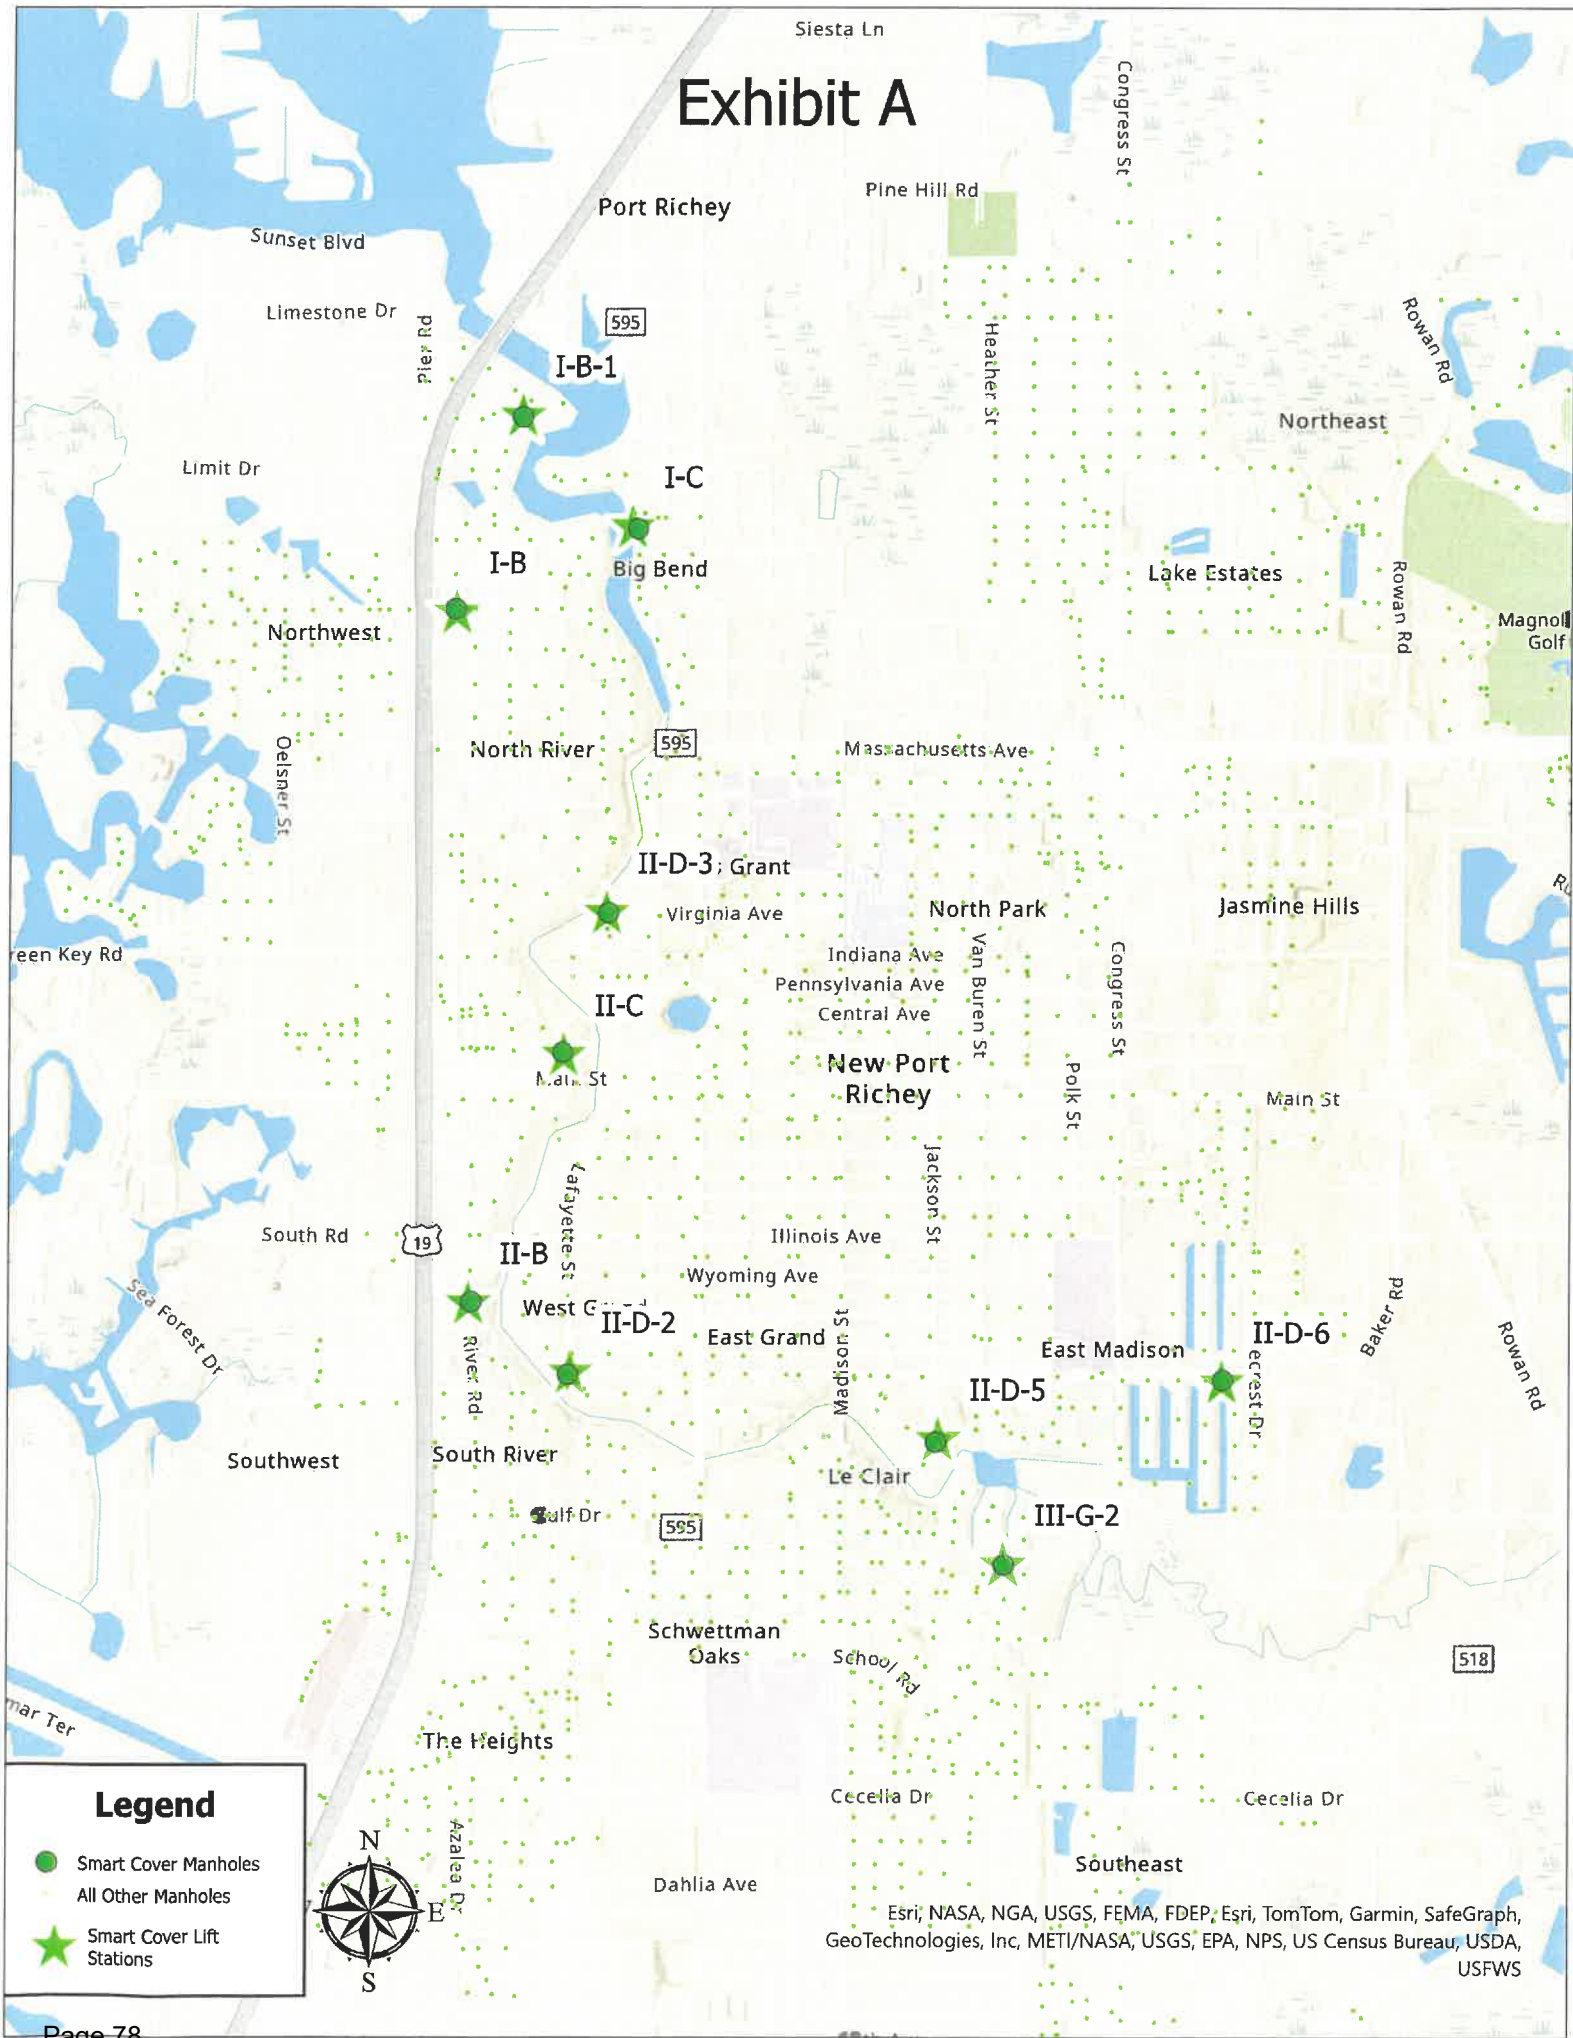 Siesta Ln
Exhibit A
Congress St
Pine Hill Rd
Port Richey
Sunset Blvd
Limestone Dr
Pier Rd
595
Rowan Rd
Heather St
I-B-1
Northeast
Limit Dr
I-C
I-B
Big Bend
Lake Estates
Rowan Rd
Northwest
Magnol
Golf
Oelsner St
North River
595
Massachusetts Ave
II-D-3
; Grant
Virginia Ave
North Park
Jasmine Hills
Ru
een Key Rd
Indiana Ave
Van Buren St
Congress St
Pennsylvania Ave
II-C
Central Ave
New Port
Richey
Main St
Polk St
Main St
Jackson St
Lafayette St
South Rd
19
II-B
Illinois Ave
Wyoming Ave
Sea Forest Dr
West G
II-D-2
East Grand
Madison St
East Madison
II-D-6
Baker Rd
Rowan Rd
River Rd
ecrest Dr
II-D-5
Southwest
South River
Le Clair
ulf Dr
595
III-G-2
Schwettman
Oaks
School Rd
518
mar Ter
The Heights
Legend
Smart Cover Manholes
All Other Manholes
Smart Cover Lift
Stations
N
E
S
Azalea Dr
Cecelia Dr
Cecelia Dr
Dahlia Ave
Southeast
Esri, NASA, NGA, USGS, FEMA, FDEP, Esri, TomTom, Garmin, SafeGraph,
GeoTechnologies, Inc, METI/NASA, USGS, EPA, NPS, US Census Bureau, USDA,
USFWS
Page 78